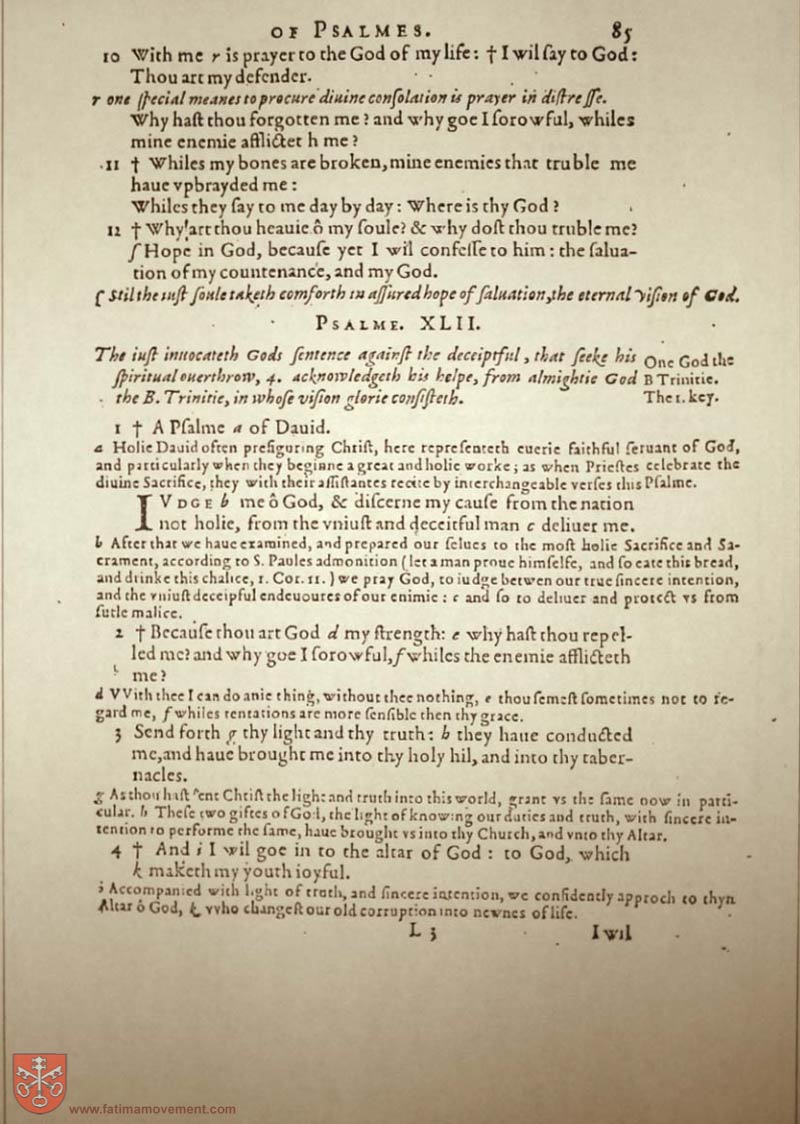 OF PSALMES. 85
10 With me r is prayer to the God of my life: † I wil ſay to God:
Thou art my defender.
r one ſpecial meanes to procure diuine conſolation is prayer in diſtreſſe.
Why haſt thou forgotten me? and why goe I ſorowful, whiles
mine enemie afflictet h me?
11 † Whiles my bones are broken, mine enemies that truble me
haue vpbrayded me:
Whiles they ſay to me day by day: Where is thy God?
12 † Why art thou heauie ô my ſoule? & why doſt thou truble me?
ſ Hope in God, becauſe yet I wil confeſſe to him: the ſalua-
tion of my countenance, and my God.
ſ Stil the iuſt ſoule taketh comforth in aſſured hope of ſaluation, the eternal viſion of God.
PSALME. XLII.
The iuſt inuocateth Gods ſentence againſt the deceiptful, that ſeeke his
ſpiritual ouerthrow, 4. acknowledgeth his helpe, from almightie God
the B. Trinitie, in whoſe viſion glorie conſiſteth.
One God the
B Trinitie.
The 1. key.
1 † A Pſalme a of Dauid.
a Holie Dauid often prefiguring Chriſt, here repreſenteth euerie faithful ſeruant of God,
and particularly when they beginne a great and holie worke; as when Prieſtes celebrate the
diuine Sacrifice, they with their aſſiſtantes recite by interchangeable verſes this Pſalme.
IVDGE b me ô God, & diſcerne my cauſe from the nation
not holie, from the vniuſt and deceitful man c deliuer me.
b After that we haue examined, and prepared our ſelues to the moſt holie Sacrifice and Sa-
crament, according to S. Paules admonition (let a man proue himſelfe, and ſo eate this bread,
and drinke this chalice, 1. Cor. 11.) we pray God, to iudge betwen our true ſincere intention,
and the vniuſt deceipful endeuoures of our enimie: c and ſo to deliuer and protect vs from
ſutle malice.
2 † Becauſe thou art God d my ſtrength: e why haſt thou repel-
led me? and why goe I ſorowful, f whiles the enemie afflicteth
me?
d VVith thee I can do anie thing, without thee nothing, e thou ſemeſt ſometimes not to re-
gard me, f whiles tentations are more ſenſible then thy grace.
3 Send forth g thy light and thy truth: h they haue conducted
me, and haue brought me into thy holy hil, and into thy taber-
nacles.
g As thou haſt ſent Chriſt the light and truth into this world, grant vs the ſame now in parti-
cular. h Theſe two giftes of God, the light of knowing our duties and truth, with ſincere in-
tention to performe the ſame, haue brought vs into thy Church, and vnto thy Altar.
4 † And i I wil goe in to the altar of God: to God, which
k maketh my youth ioyful.
i Accompanied with light of truth, and ſincere intention, we confidently approch to thyn
Altar ô God, k vvho changeſt our old corruption into newnes of life.
L 3 I wil
www.fatimamovement.com